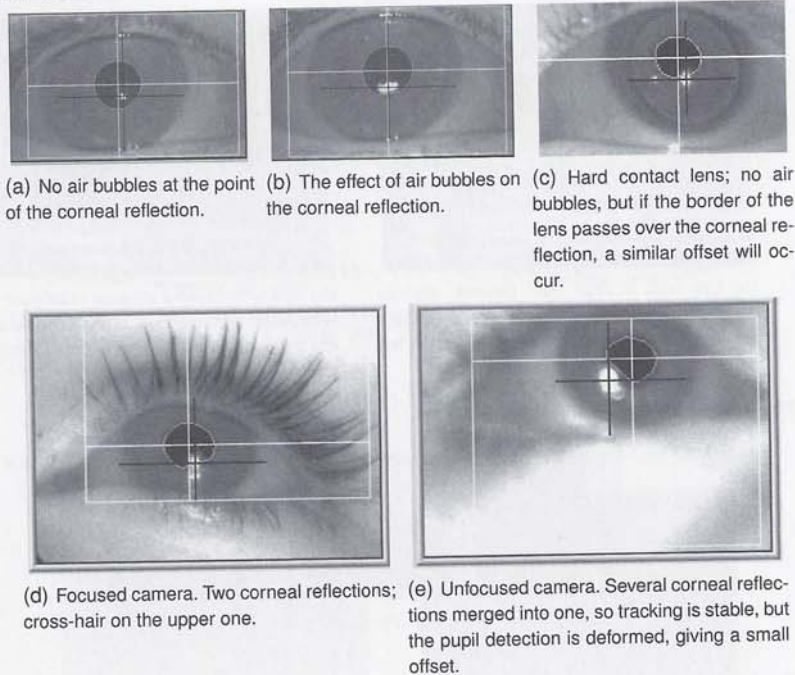 (a) No air bubbles at the point
of the corneal reflection.
(b) The effect of air bubbles on
the corneal reflection.
(c) Hard contact lens; no air
bubbles, but if the border of the
lens passes over the corneal re-
flection, a similar offset will oc-
cur.
(d) Focused camera. Two corneal reflections;
cross-hair on the upper one.
(e) Unfocused camera. Several corneal reflec-
tions merged into one, so tracking is stable, but
the pupil detection is deformed, giving a small
offset.